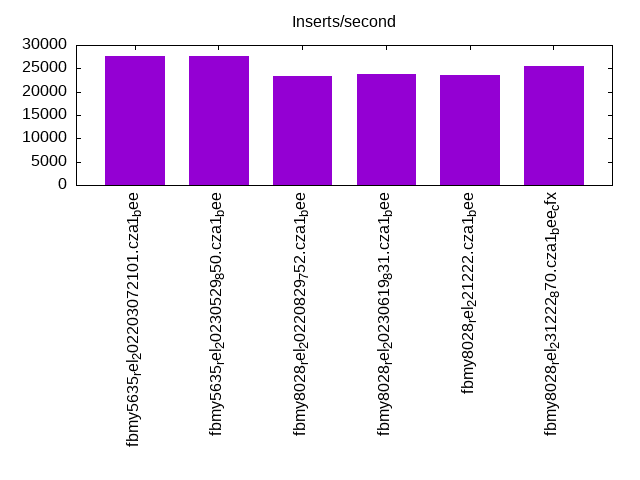 Inserts/second
30000
25000
20000
15000
10000
5000
0
fbmy5635rel202203072101.cza1bee
fbmy5635rel20230529850.cza1bee
fbmy8028rel20220829752.cza1bee
fbmy8028rel20230619831.cza1bee
fbmy8028rel221222.cza1bee
fbmy8028rel231222870.cza1beecfx